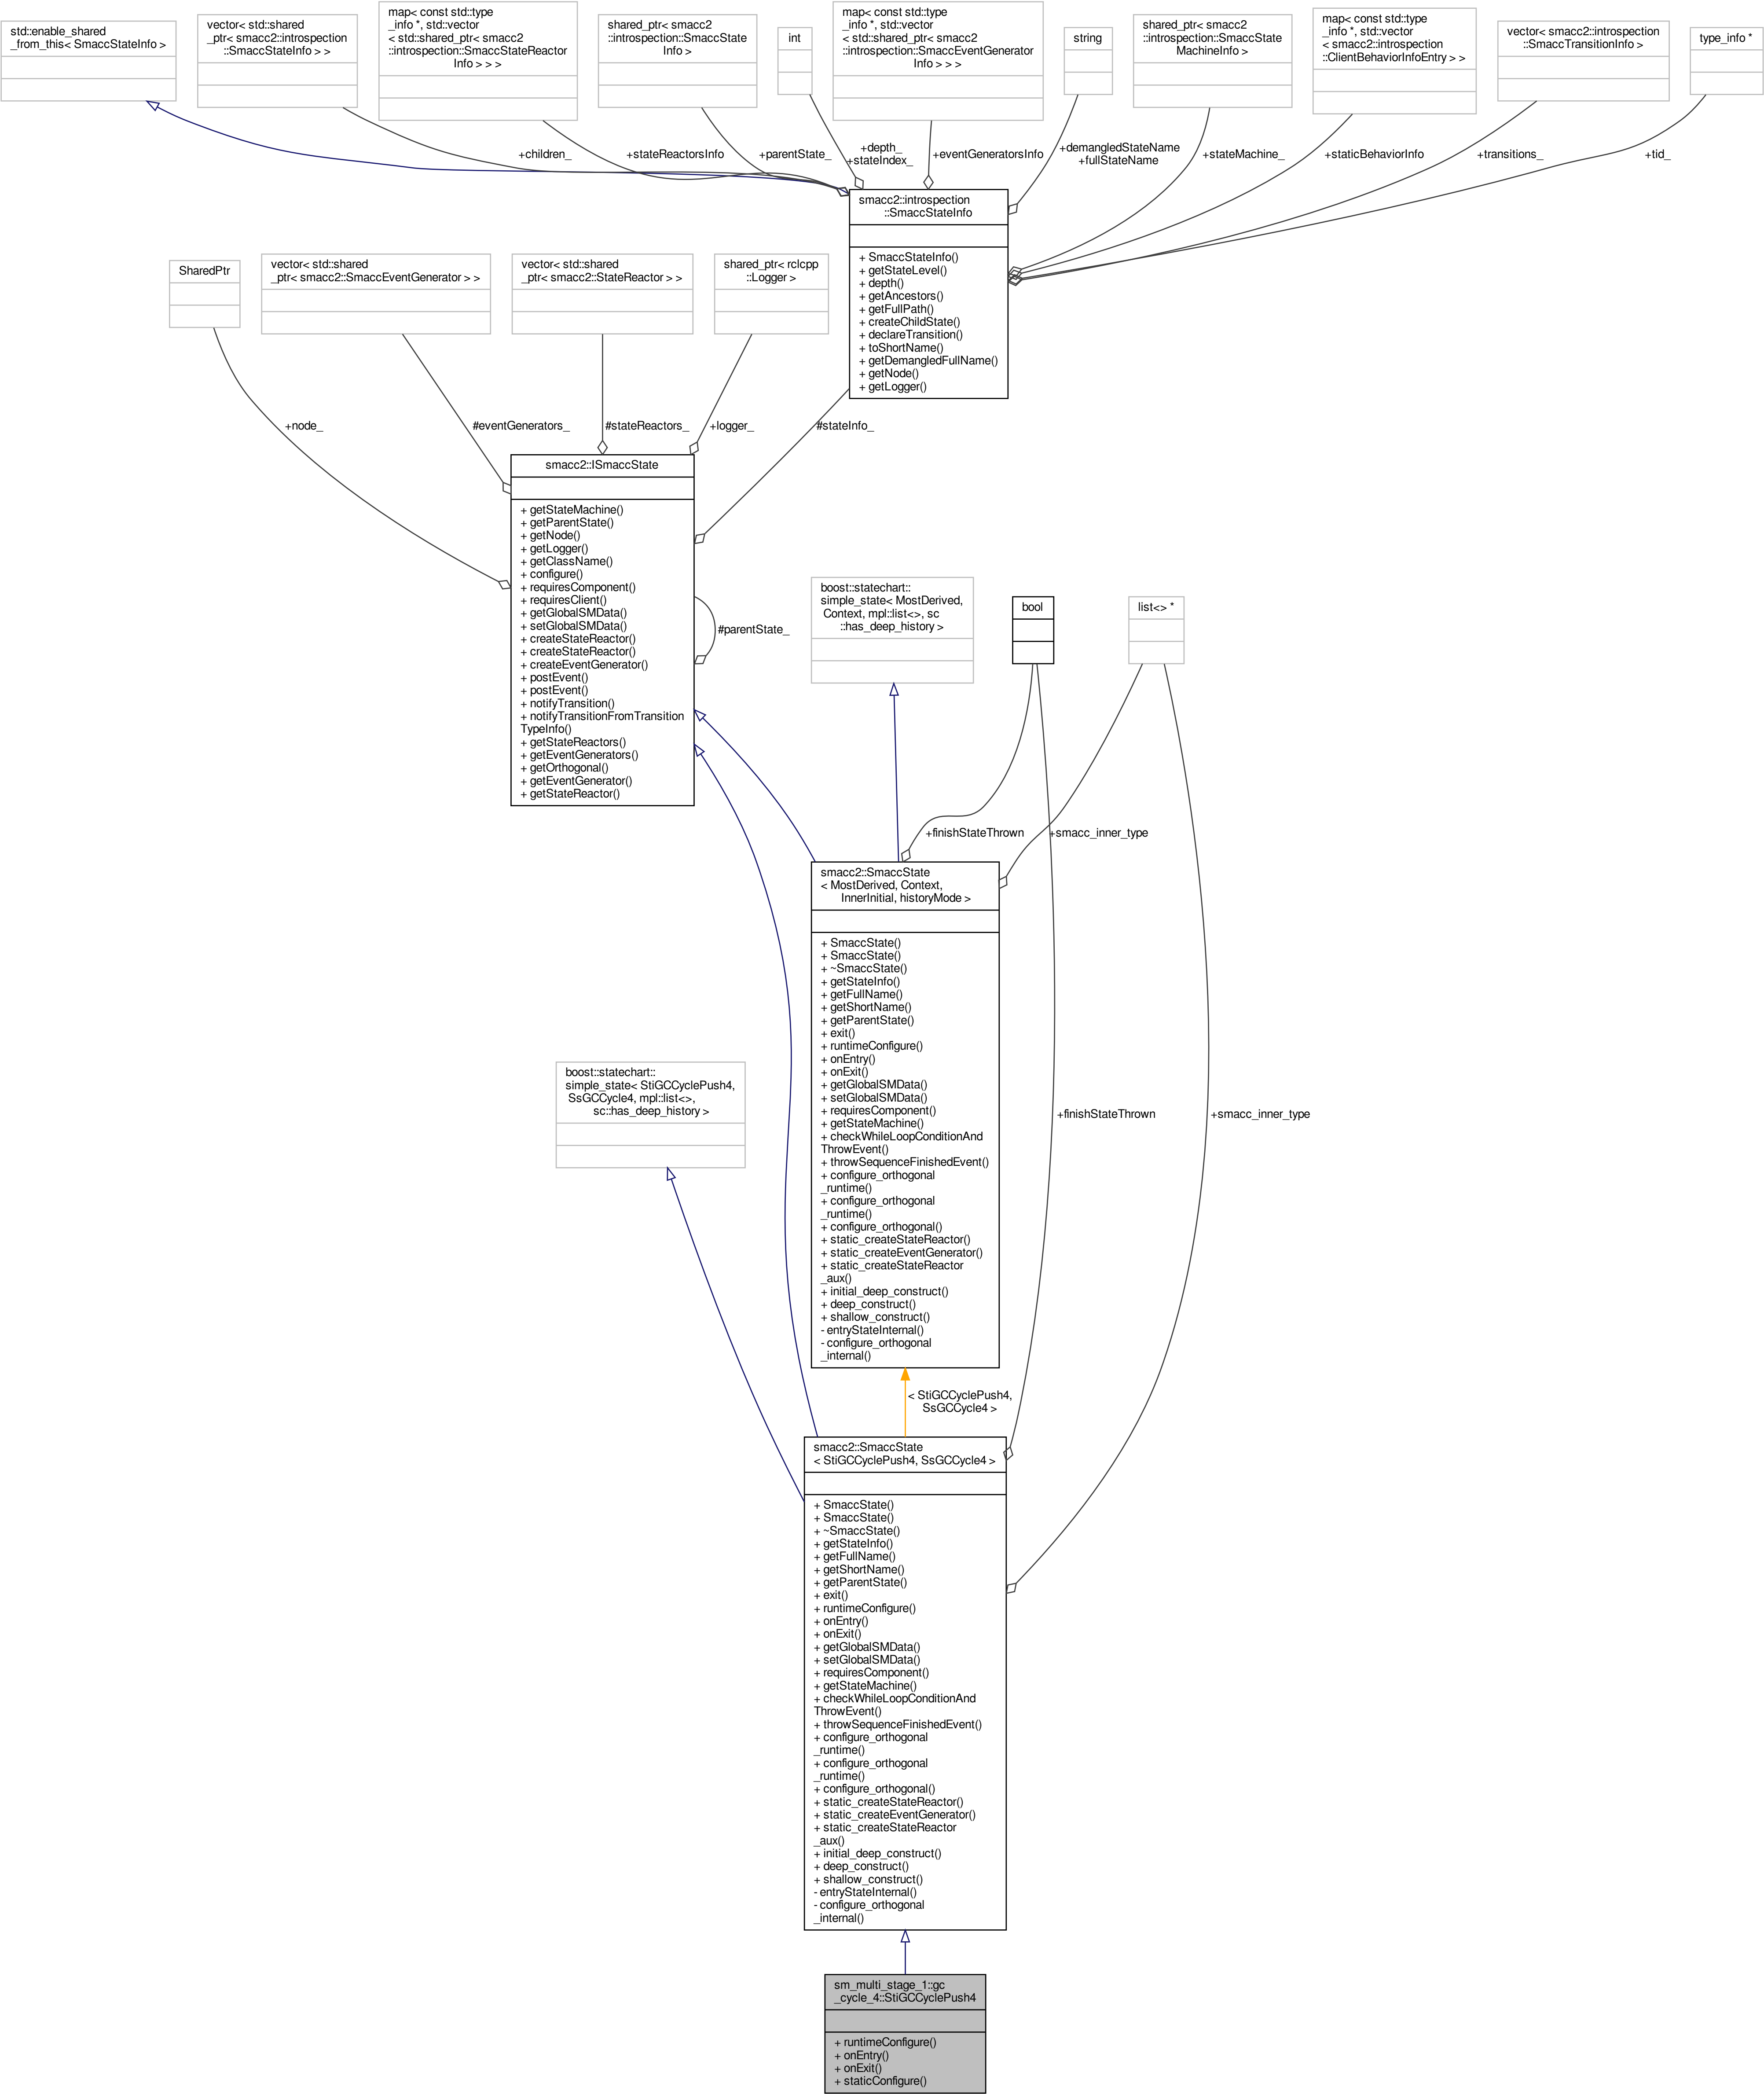 std::enable_shared
_from_this< SmaccStateInfo >
vector< std::shared
_ptr< smacc2::introspection
::SmaccStateInfo > >
map< const std::type
_info *, std::vector
< std::shared_ptr< smacc2
::introspection::SmaccStateReactor
Info > > >
shared_ptr< smacc2
::introspection::SmaccState
Info >
int
map< const std::type
_info *, std::vector
< std::shared_ptr< smacc2
::introspection::SmaccEventGenerator
Info > > >
string
shared_ptr< smacc2
::introspection::SmaccState
MachineInfo >
map< const std::type
_info *, std::vector
< smacc2::introspection
::ClientBehaviorInfoEntry > >
vector< smacc2::introspection
::SmaccTransitionInfo >
type_info *
+children_
+stateReactorsInfo
+parentState_
+depth_
+stateIndex_
+eventGeneratorsInfo
+demangledStateName
+fullStateName
+stateMachine_
+staticBehaviorInfo
+transitions_
+tid_
smacc2::introspection
::SmaccStateInfo
+ SmaccStateInfo()
+ getStateLevel()
+ depth()
+ getAncestors()
+ getFullPath()
+ createChildState()
+ declareTransition()
+ toShortName()
+ getDemangledFullName()
+ getNode()
+ getLogger()
SharedPtr
vector< std::shared
_ptr< smacc2::SmaccEventGenerator > >
vector< std::shared
_ptr< smacc2::StateReactor > >
shared_ptr< rclcpp
::Logger >
+node_
#eventGenerators_
#stateReactors_
+logger_
#stateInfo_
smacc2::ISmaccState
+ getStateMachine()
+ getParentState()
+ getNode()
+ getLogger()
+ getClassName()
+ configure()
+ requiresComponent()
+ requiresClient()
+ getGlobalSMData()
+ setGlobalSMData()
+ createStateReactor()
+ createStateReactor()
+ createEventGenerator()
+ postEvent()
+ postEvent()
+ notifyTransition()
+ notifyTransitionFromTransition
TypeInfo()
+ getStateReactors()
+ getEventGenerators()
+ getOrthogonal()
+ getEventGenerator()
+ getStateReactor()
#parentState_
boost::statechart::
simple_state< MostDerived,
Context, mpl::list<>, sc
::has_deep_history >
bool
list<> *
+finishStateThrown
+smacc_inner_type
smacc2::SmaccState
< MostDerived, Context,
InnerInitial, historyMode >
+ SmaccState()
+ SmaccState()
+ ~SmaccState()
+ getStateInfo()
+ getFullName()
+ getShortName()
+ getParentState()
+ exit()
+ runtimeConfigure()
+ onEntry()
+ onExit()
+ getGlobalSMData()
+ setGlobalSMData()
+ requiresComponent()
+ getStateMachine()
+ checkWhileLoopConditionAnd
ThrowEvent()
+ throwSequenceFinishedEvent()
+ configure_orthogonal
_runtime()
+ configure_orthogonal
_runtime()
+ configure_orthogonal()
+ static_createStateReactor()
+ static_createEventGenerator()
+ static_createStateReactor
_aux()
+ initial_deep_construct()
+ deep_construct()
+ shallow_construct()
- entryStateInternal()
- configure_orthogonal
_internal()
boost::statechart::
simple_state< StiGCCyclePush4,
SsGCCycle4, mpl::list<>,
sc::has_deep_history >
+finishStateThrown
+smacc_inner_type
< StiGCCyclePush4,
SsGCCycle4 >
smacc2::SmaccState
< StiGCCyclePush4, SsGCCycle4 >
+ SmaccState()
+ SmaccState()
+ ~SmaccState()
+ getStateInfo()
+ getFullName()
+ getShortName()
+ getParentState()
+ exit()
+ runtimeConfigure()
+ onEntry()
+ onExit()
+ getGlobalSMData()
+ setGlobalSMData()
+ requiresComponent()
+ getStateMachine()
+ checkWhileLoopConditionAnd
ThrowEvent()
+ throwSequenceFinishedEvent()
+ configure_orthogonal
_runtime()
+ configure_orthogonal
_runtime()
+ configure_orthogonal()
+ static_createStateReactor()
+ static_createEventGenerator()
+ static_createStateReactor
_aux()
+ initial_deep_construct()
+ deep_construct()
+ shallow_construct()
- entryStateInternal()
- configure_orthogonal
_internal()
sm_multi_stage_1::gc
_cycle_4::StiGCCyclePush4
+ runtimeConfigure()
+ onEntry()
+ onExit()
+ staticConfigure()